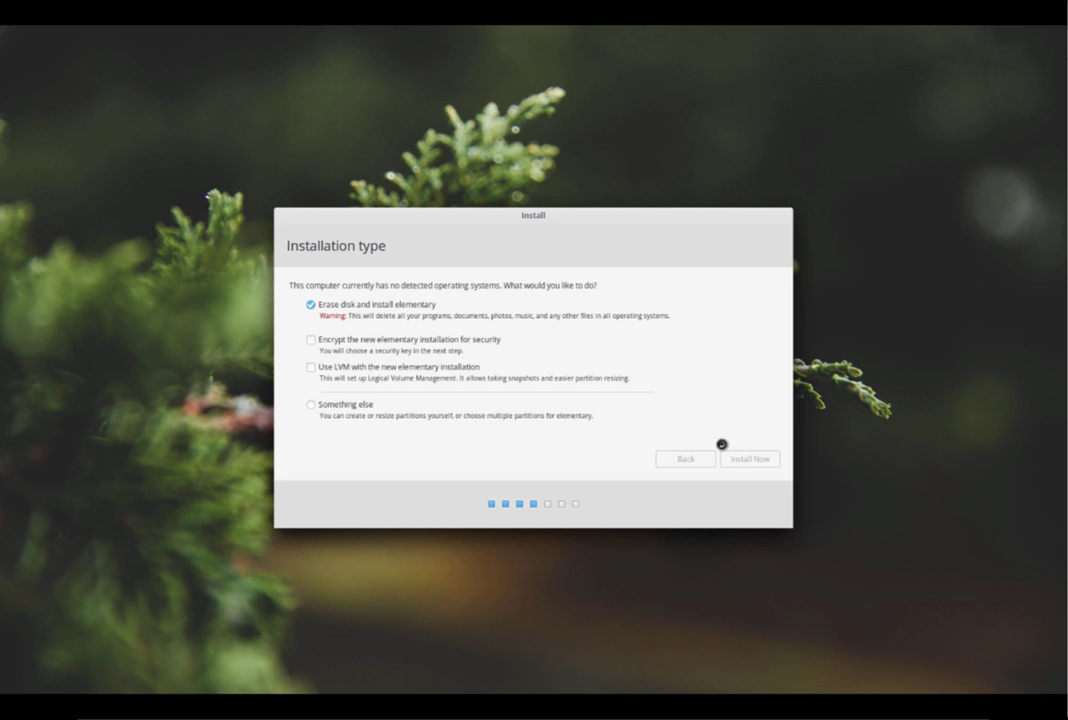 Install
Installation type
This computer currently has no detected operating systems. What would you like to do?
Erase disk and install elementary
Warning: This will delete all your programs, documents, photos, music, and any other files in all operating systems.
Encrypt the new elementary installation for security
You will choose a security key in the next step.
Use LVM with the new elementary installation
This will set up Logical Volume Management. It allows taking snapshots and easier partition resizing.
Something else
You can create or resize partitions yourself, or choose multiple partitions for elementary.
Back
Install Now